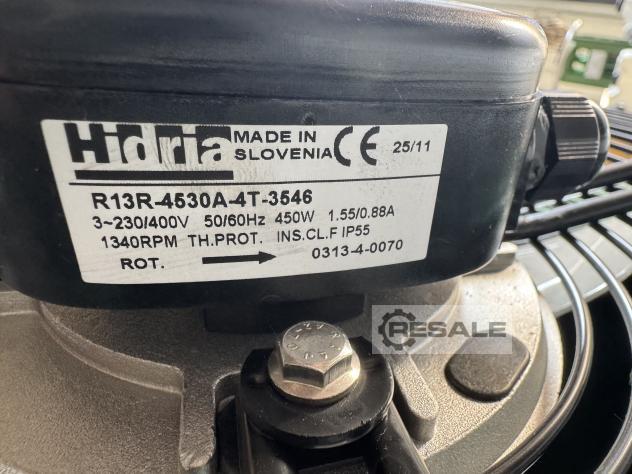 Hidria MADE IN SLOVENIA CE 25/11
R13R-4530A-4T-3546
3~230/400V 50/60Hz 450W 1.55/0.88A
1340RPM TH.PROT. INS.CL.F IP55
ROT. → 0313-4-0070
RESALE